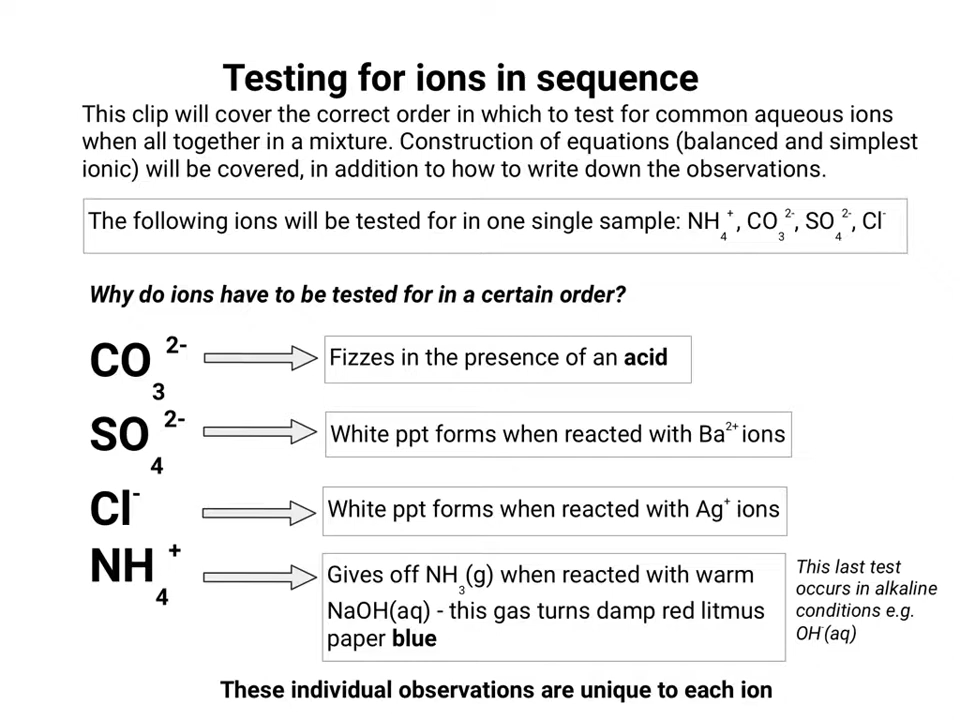 Testing for ions in sequence
This clip will cover the correct order in which to test for common aqueous ions
when all together in a mixture. Construction of equations (balanced and simplest
ionic) will be covered, in addition to how to write down the observations.
The following ions will be tested for in one single sample: NH₄⁺, CO₃²⁻, SO₄²⁻, Cl⁻
Why do ions have to be tested for in a certain order?
CO₃²⁻ Fizzes in the presence of an acid
SO₄²⁻ White ppt forms when reacted with Ba²⁺ ions
Cl⁻ White ppt forms when reacted with Ag⁺ ions
NH₄⁺ Gives off NH₃(g) when reacted with warm
NaOH(aq) - this gas turns damp red litmus
paper blue
This last test
occurs in alkaline
conditions e.g.
OH⁻(aq)
These individual observations are unique to each ion